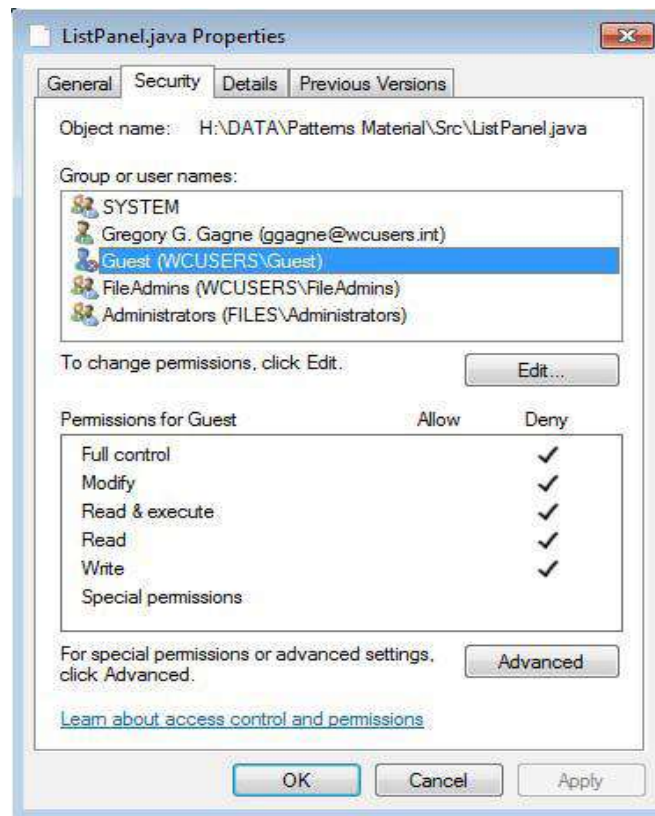 ListPanel.java Properties
General Security Details Previous Versions
Object name: H:\DATA\Patterns Material\Src\ListPanel.java
Group or user names:
SYSTEM
Gregory G. Gagne (ggagne@wcusers.int)
Guest (WCUSERS\Guest)
FileAdmins (WCUSERS\FileAdmins)
Administrators (FILES\Administrators)
To change permissions, click Edit.
Edit...
Permissions for Guest Allow Deny
Full control
Modify
Read & execute
Read
Write
Special permissions
For special permissions or advanced settings,
click Advanced.
Advanced
Learn about access control and permissions
OK Cancel Apply